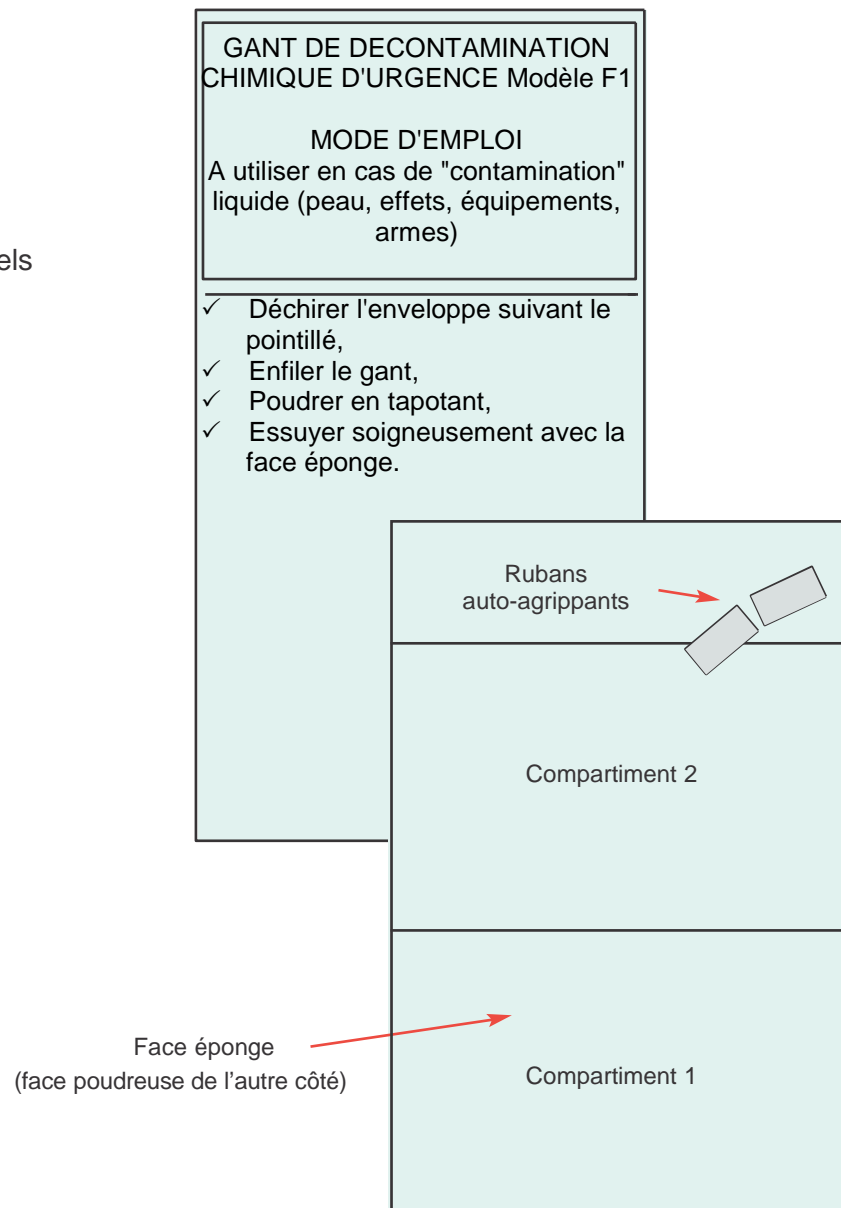 GANT DE DECONTAMINATION
CHIMIQUE D'URGENCE Modèle F1
MODE D'EMPLOI
A utiliser en cas de "contamination"
liquide (peau, effets, équipements,
armes)
els
✓ Déchirer l'enveloppe suivant le
pointillé,
✓ Enfiler le gant,
✓ Poudrer en tapotant,
✓ Essuyer soigneusement avec la
face éponge.
Rubans
auto-agrippants
Compartiment 2
Face éponge
(face poudreuse de l’autre côté)
Compartiment 1